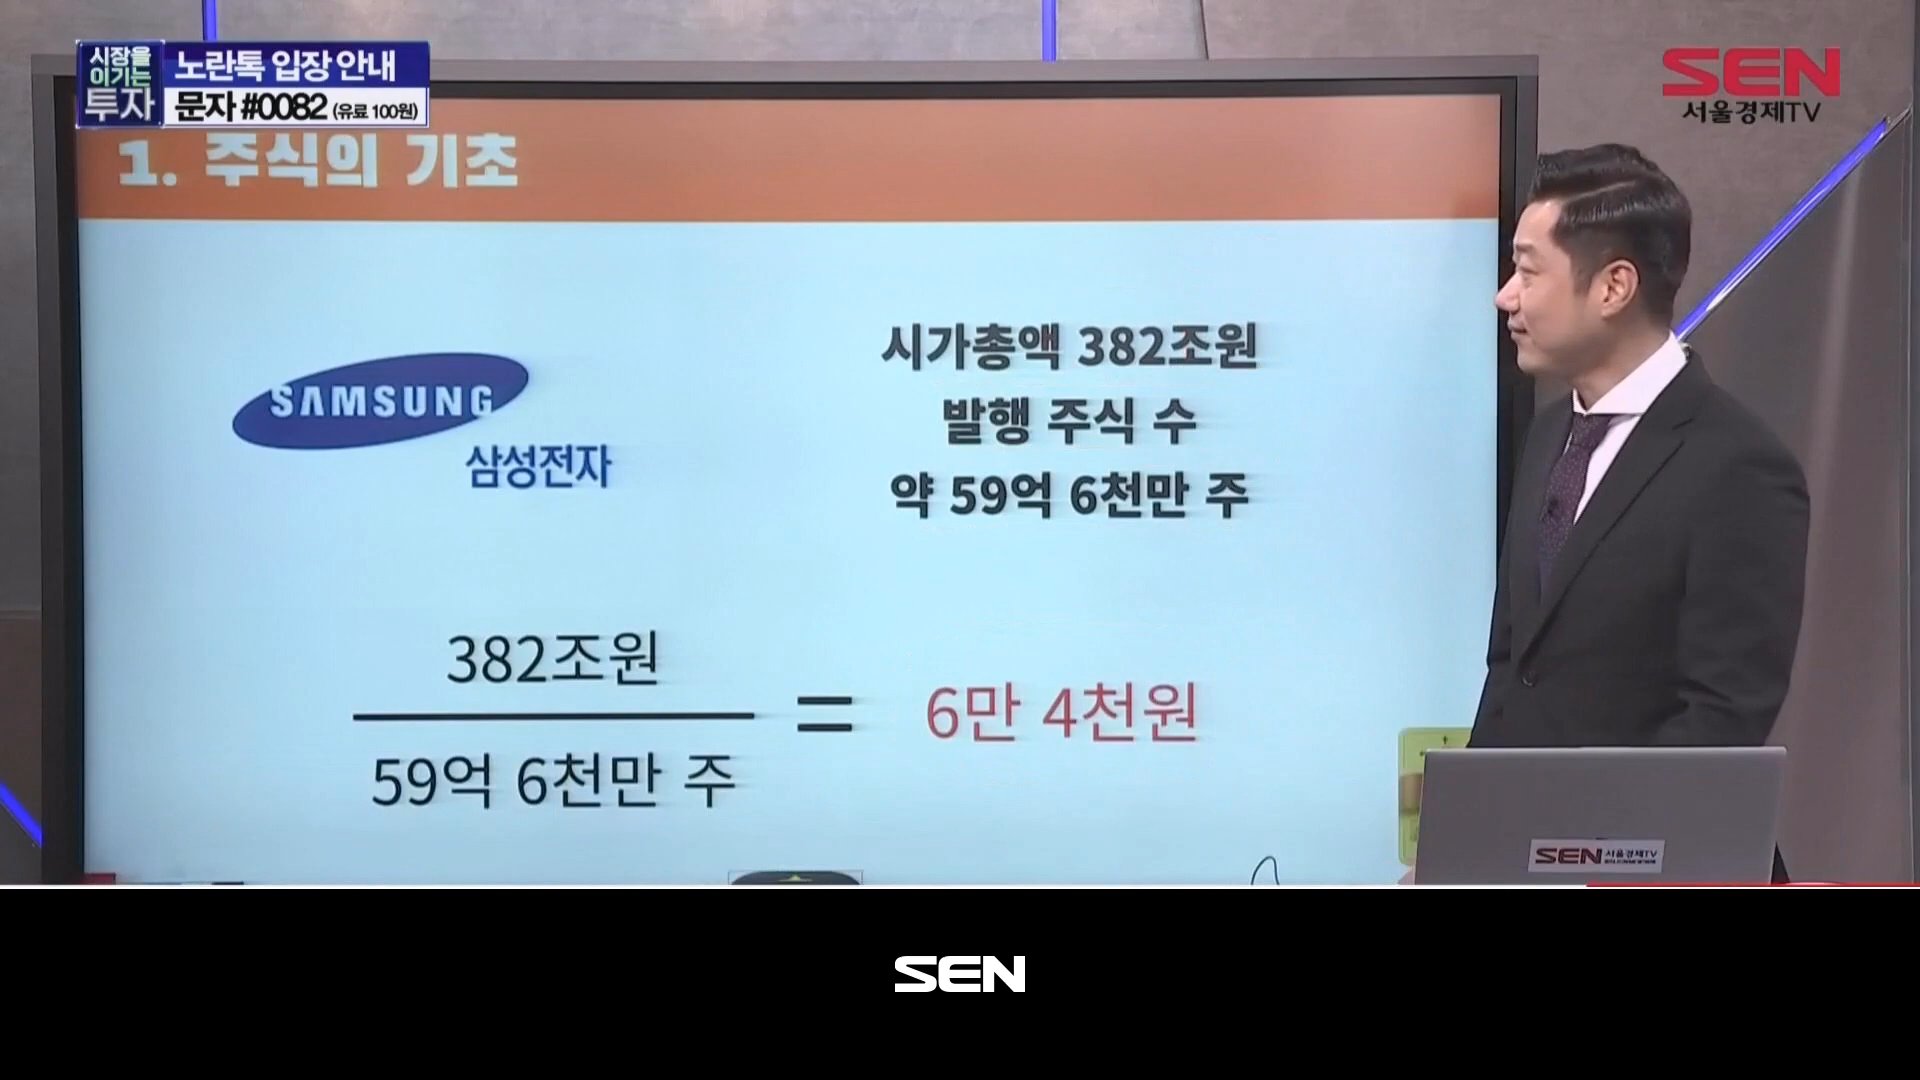 시장을
이기는
투자
노란톡 입장 안내
문자 #0082 (유료 100원)
SEN
서울경제TV
1. 주식의 기초
SAMSUNG
삼성전자
시가총액 382조원
발행 주식 수
약 59억 6천만 주
382조원
59억 6천만 주
=
6만 4천원
SEN 서울경제TV
SEN